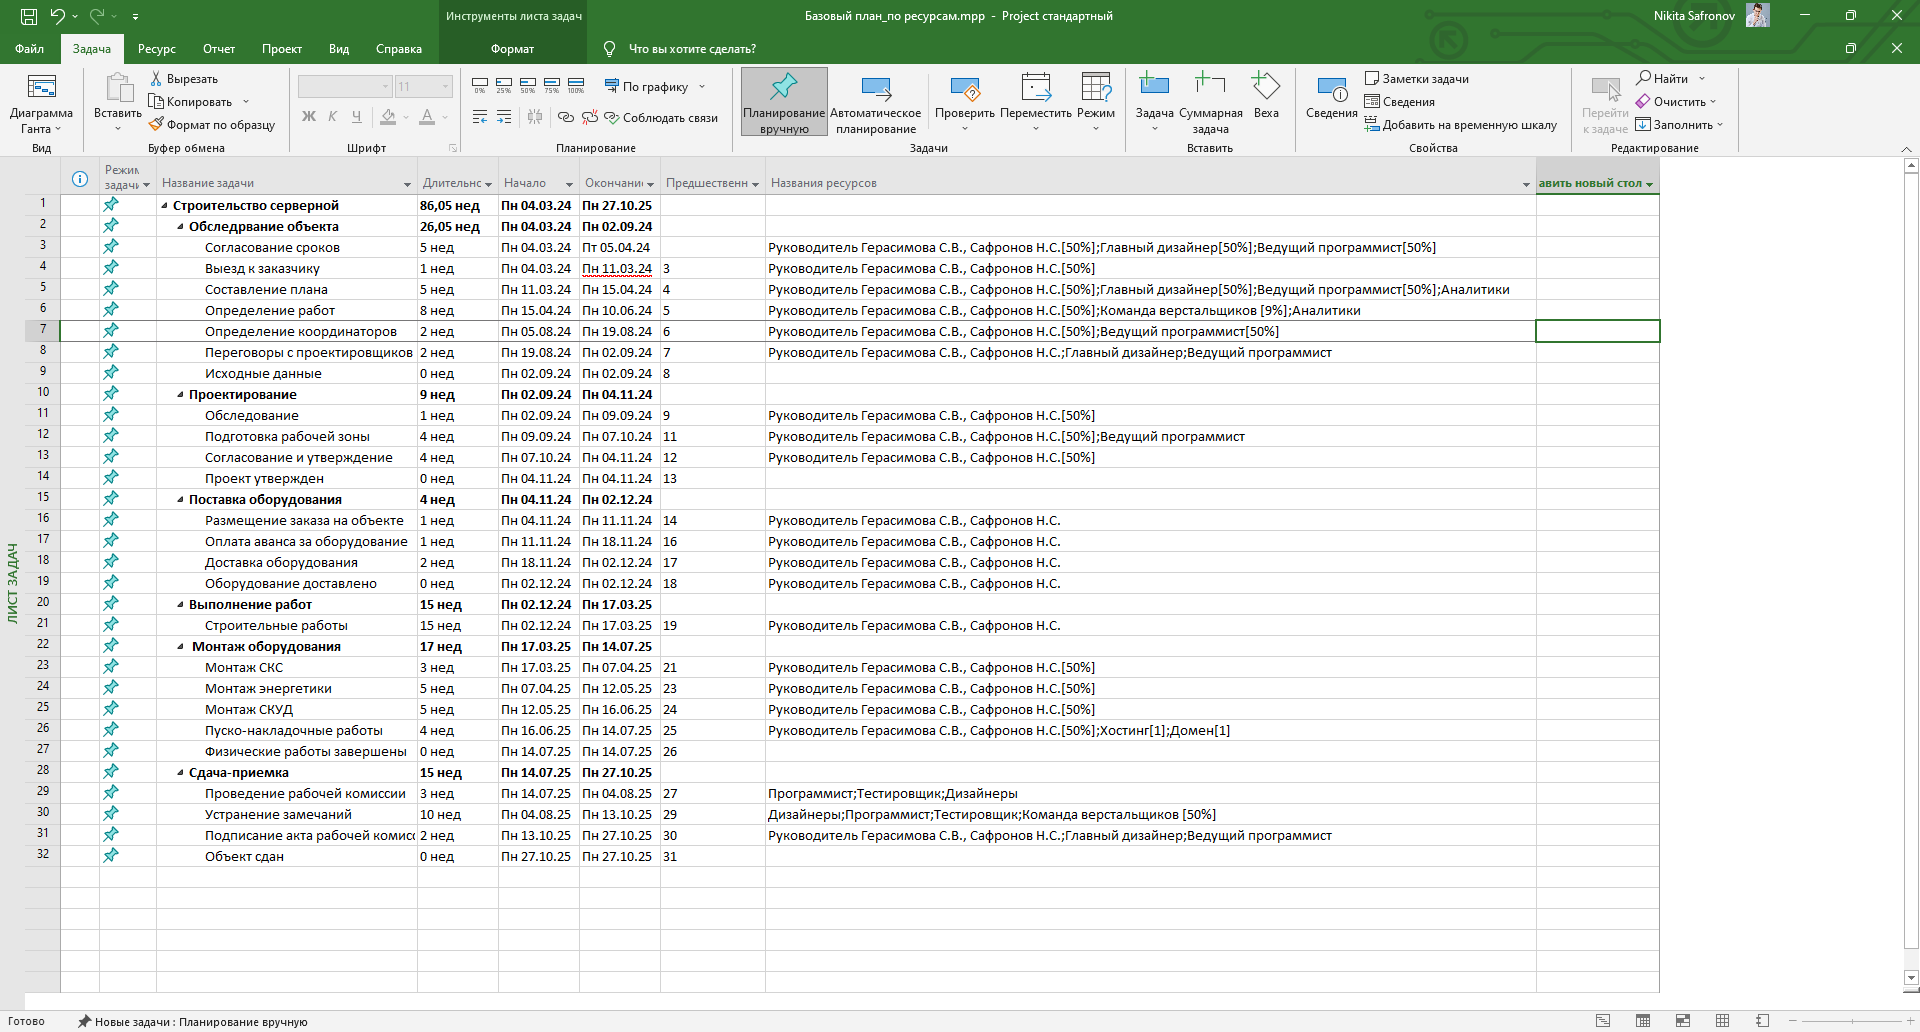 Инструменты листа задач
Базовый план_по ресурсам.mpp - Project стандартный
Nikita Safronov
Файл Задача Ресурс Отчет Проект Вид Справка Формат Что вы хотите сделать?
Диаграмма Ганта
Вид
Вставить
Вырезать
Копировать
Формат по образцу
Буфер обмена
11
Ж К Ч А
Шрифт
0% 25% 50% 75% 100%
По графику
Соблюдать связи
Планирование
Планирование вручную
Автоматическое планирование
Проверить
Переместить
Режим
Задачи
Задача
Суммарная задача
Веха
Вставить
Сведения
Заметки задачи
Сведения
Добавить на временную шкалу
Свойства
Перейти к задаче
Найти
Очистить
Заполнить
Редактирование
Режим задачи Название задачи Длительнс Начало Окончани Предшественн Названия ресурсов авить новый стол
1 Строительство серверной 86,05 нед Пн 04.03.24 Пн 27.10.25
2 Обследрвание объекта 26,05 нед Пн 04.03.24 Пн 02.09.24
3 Согласование сроков 5 нед Пн 04.03.24 Пт 05.04.24 Руководитель Герасимова С.В., Сафронов Н.С.[50%];Главный дизайнер[50%];Ведущий программист[50%]
4 Выезд к заказчику 1 нед Пн 04.03.24 Пн 11.03.24 3 Руководитель Герасимова С.В., Сафронов Н.С.[50%]
5 Составление плана 5 нед Пн 11.03.24 Пн 15.04.24 4 Руководитель Герасимова С.В., Сафронов Н.С.[50%];Главный дизайнер[50%];Ведущий программист[50%];Аналитики
6 Определение работ 8 нед Пн 15.04.24 Пн 10.06.24 5 Руководитель Герасимова С.В., Сафронов Н.С.[50%];Команда верстальщиков [9%];Аналитики
7 Определение координаторов 2 нед Пн 05.08.24 Пн 19.08.24 6 Руководитель Герасимова С.В., Сафронов Н.С.[50%];Ведущий программист[50%]
8 Переговоры с проектировщиков 2 нед Пн 19.08.24 Пн 02.09.24 7 Руководитель Герасимова С.В., Сафронов Н.С.;Главный дизайнер;Ведущий программист
9 Исходные данные 0 нед Пн 02.09.24 Пн 02.09.24 8
10 Проектирование 9 нед Пн 02.09.24 Пн 04.11.24
11 Обследование 1 нед Пн 02.09.24 Пн 09.09.24 9 Руководитель Герасимова С.В., Сафронов Н.С.[50%]
12 Подготовка рабочей зоны 4 нед Пн 09.09.24 Пн 07.10.24 11 Руководитель Герасимова С.В., Сафронов Н.С.[50%];Ведущий программист
13 Согласование и утверждение 4 нед Пн 07.10.24 Пн 04.11.24 12 Руководитель Герасимова С.В., Сафронов Н.С.[50%]
14 Проект утвержден 0 нед Пн 04.11.24 Пн 04.11.24 13
15 Поставка оборудования 4 нед Пн 04.11.24 Пн 02.12.24
16 Размещение заказа на объекте 1 нед Пн 04.11.24 Пн 11.11.24 14 Руководитель Герасимова С.В., Сафронов Н.С.
17 Оплата аванса за оборудование 1 нед Пн 11.11.24 Пн 18.11.24 16 Руководитель Герасимова С.В., Сафронов Н.С.
18 Доставка оборудования 2 нед Пн 18.11.24 Пн 02.12.24 17 Руководитель Герасимова С.В., Сафронов Н.С.
19 Оборудование доставлено 0 нед Пн 02.12.24 Пн 02.12.24 18 Руководитель Герасимова С.В., Сафронов Н.С.
20 Выполнение работ 15 нед Пн 02.12.24 Пн 17.03.25
21 Строительные работы 15 нед Пн 02.12.24 Пн 17.03.25 19 Руководитель Герасимова С.В., Сафронов Н.С.
22 Монтаж оборудования 17 нед Пн 17.03.25 Пн 14.07.25
23 Монтаж СКС 3 нед Пн 17.03.25 Пн 07.04.25 21 Руководитель Герасимова С.В., Сафронов Н.С.[50%]
24 Монтаж энергетики 5 нед Пн 07.04.25 Пн 12.05.25 23 Руководитель Герасимова С.В., Сафронов Н.С.[50%]
25 Монтаж СКУД 5 нед Пн 12.05.25 Пн 16.06.25 24 Руководитель Герасимова С.В., Сафронов Н.С.[50%]
26 Пуско-накладочные работы 4 нед Пн 16.06.25 Пн 14.07.25 25 Руководитель Герасимова С.В., Сафронов Н.С.[50%];Хостинг[1];Домен[1]
27 Физические работы завершены 0 нед Пн 14.07.25 Пн 14.07.25 26
28 Сдача-приемка 15 нед Пн 14.07.25 Пн 27.10.25
29 Проведение рабочей комиссии 3 нед Пн 14.07.25 Пн 04.08.25 27 Программист;Тестировщик;Дизайнеры
30 Устранение замечаний 10 нед Пн 04.08.25 Пн 13.10.25 29 Дизайнеры;Программист;Тестировщик;Команда верстальщиков [50%]
31 Подписание акта рабочей комисс 2 нед Пн 13.10.25 Пн 27.10.25 30 Руководитель Герасимова С.В., Сафронов Н.С.;Главный дизайнер;Ведущий программист
32 Объект сдан 0 нед Пн 27.10.25 Пн 27.10.25 31
ЛИСТ ЗАДАЧ
Готово Новые задачи : Планирование вручную